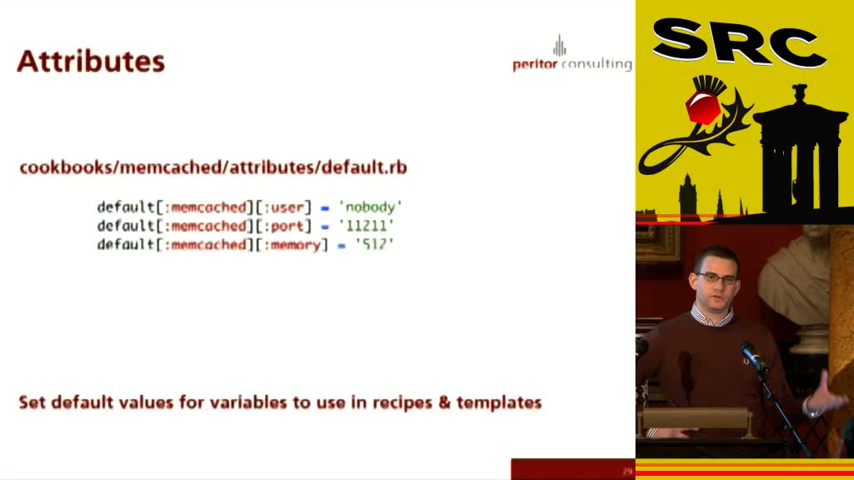 Attributes
peritor consulting
cookbooks/memcached/attributes/default.rb
default[:memcached][:user] = 'nobody'
default[:memcached][:port] = '11211'
default[:memcached][:memory] = '512'
Set default values for variables to use in recipes & templates
29
SRC